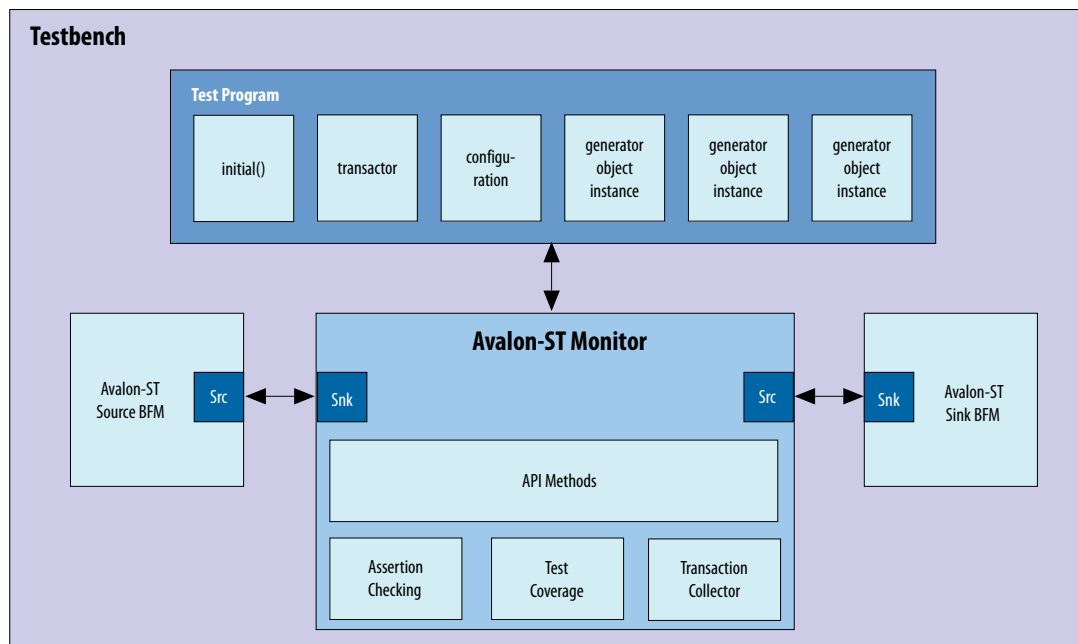 Testbench
Test Program
initial()
transactor
configu-
ration
generator
object
instance
generator
object
instance
generator
object
instance
Avalon-ST Monitor
Avalon-ST
Source BFM
Src
Snk
Src
Snk
Avalon-ST
Sink BFM
API Methods
Assertion
Checking
Test
Coverage
Transaction
Collector